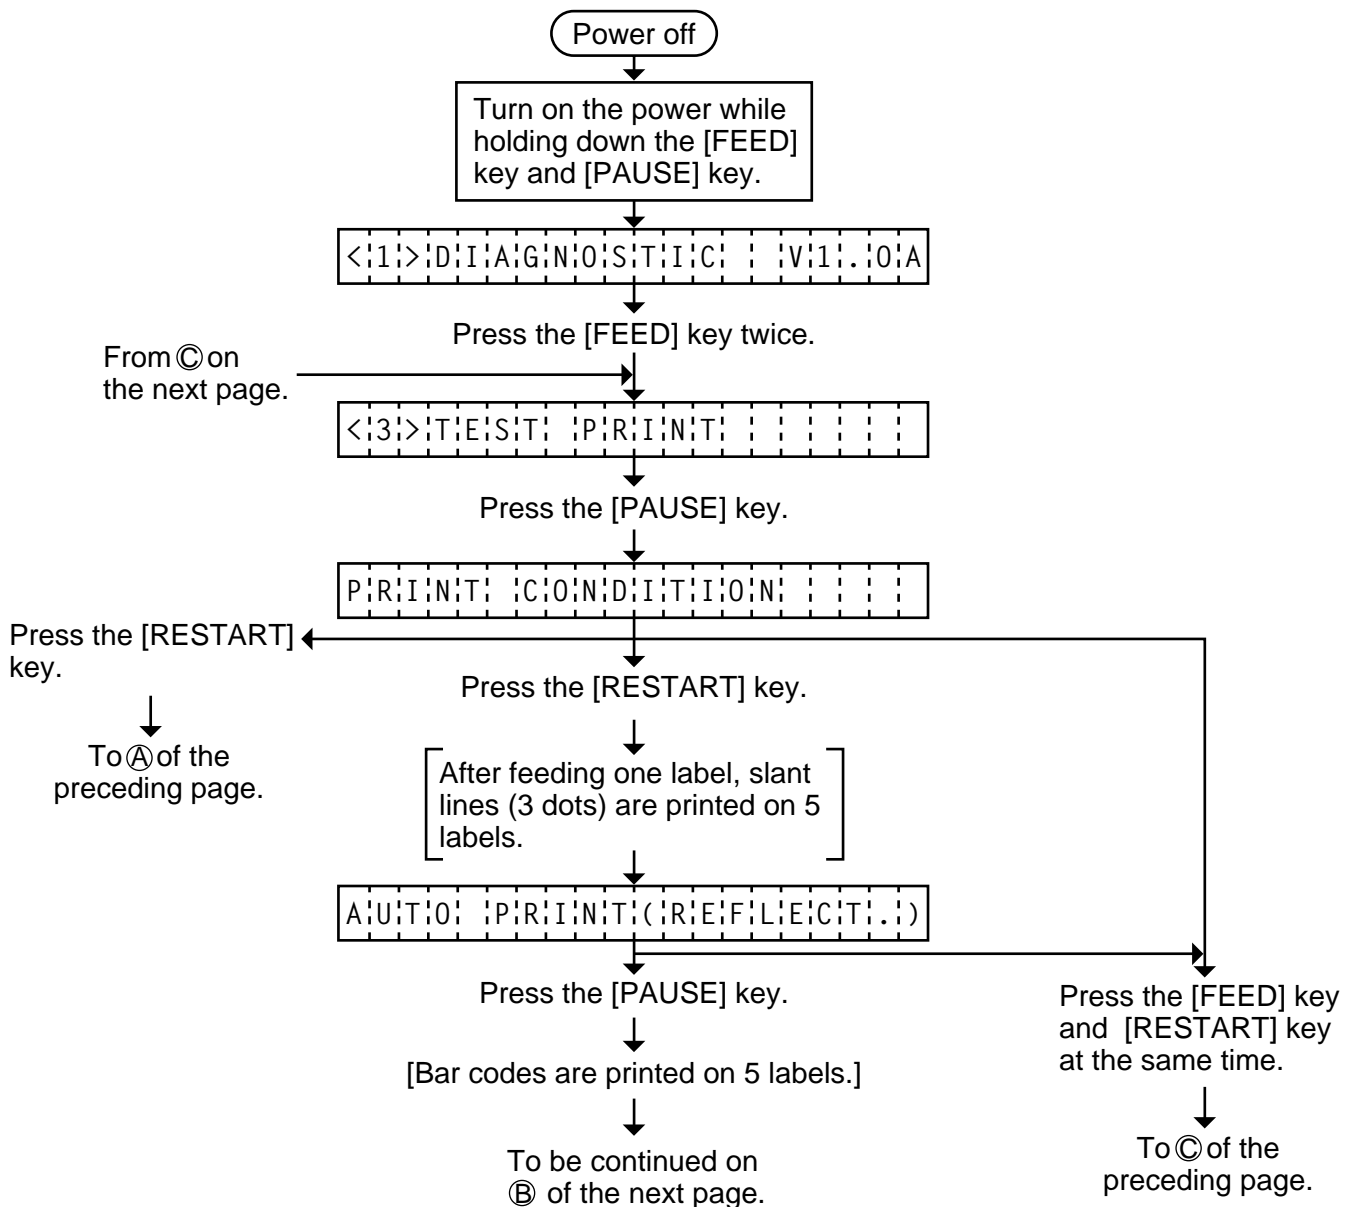 Power off
Turn on the power while
holding down the [FEED]
key and [PAUSE] key.
<1>DIAGNOSTIC  V1.0A
Press the [FEED] key twice.
From Ⓒ on
the next page.
<3>TEST PRINT
Press the [PAUSE] key.
PRINT CONDITION
Press the [RESTART]
key.
To Ⓐ of the
preceding page.
Press the [RESTART] key.
After feeding one label, slant
lines (3 dots) are printed on 5
labels.
AUTO PRINT(REFLECT.)
Press the [PAUSE] key.
[Bar codes are printed on 5 labels.]
To be continued on
Ⓑ of the next page.
Press the [FEED] key
and [RESTART] key
at the same time.
To Ⓒ of the
preceding page.